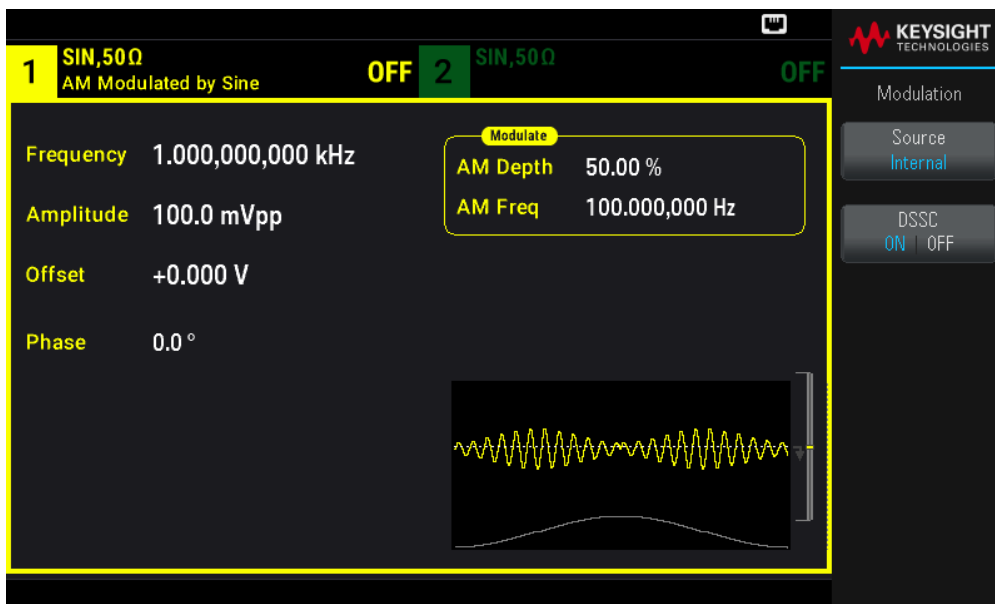 KEYSIGHT
TECHNOLOGIES
1 SIN,50Ω
AM Modulated by Sine OFF
2 SIN,50Ω OFF
Frequency 1.000,000,000 kHz
Amplitude 100.0 mVpp
Offset +0.000 V
Phase 0.0 °
Modulate
AM Depth 50.00 %
AM Freq 100.000,000 Hz
Modulation
Source
Internal
DSSC
ON | OFF